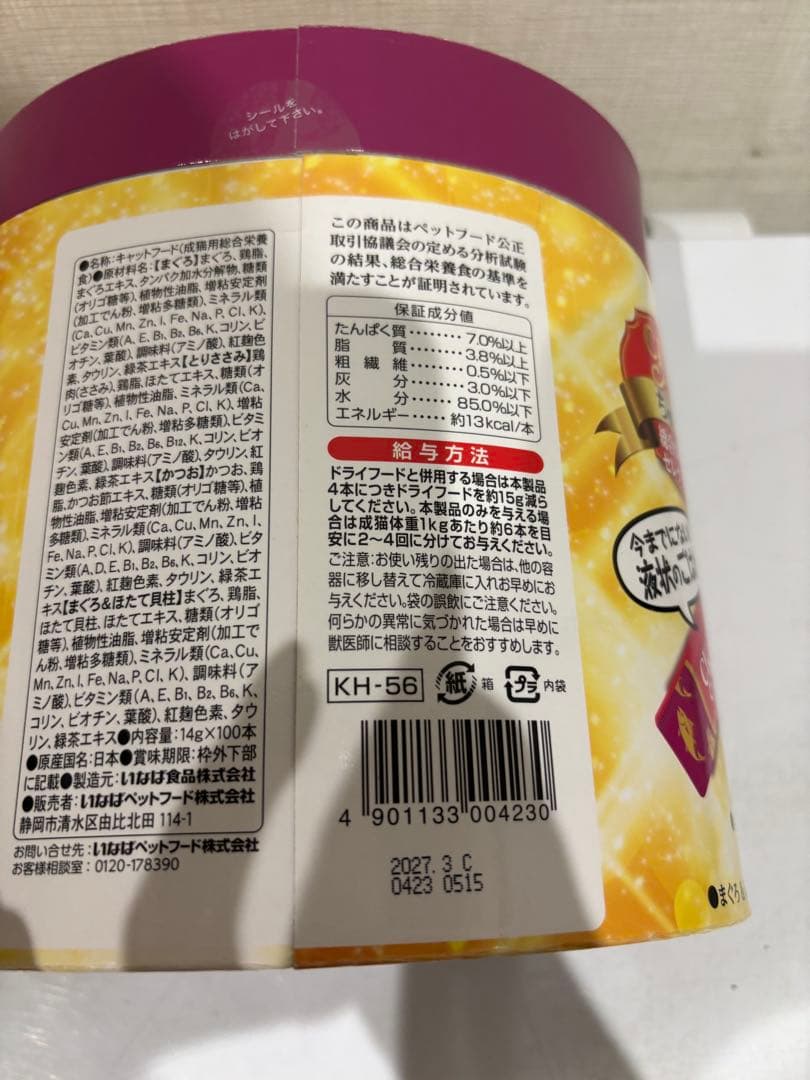 シールを
はがして下さい。
●名称:キャットフード(成猫用総合栄養
食)●原材料名:【まぐろ】まぐろ、鶏脂、
まぐろエキス、タンパク加水分解物、糖類
(オリゴ糖等)、植物性油脂、増粘安定剤
(加工でん粉、増粘多糖類)、ミネラル類
(Ca, Cu, Mn, Zn, I, Fe, Na, P, Cl, K)、
ビタミン類(A, E, B₁, B₂, B₆, K、コリン、ビ
オチン、葉酸)、調味料(アミノ酸)、紅麹色
素、タウリン、緑茶エキス【とりささみ】鶏
肉(ささみ)、鶏脂、ほたてエキス、糖類(オ
リゴ糖等)、植物性油脂、ミネラル類(Ca,
Cu, Mn, Zn, I, Fe, Na, P, Cl, K)、増粘
安定剤(加工でん粉、増粘多糖類)、ビタミ
ン類(A, E, B₁, B₂, B₆, B₁₂, K、コリン、ビオ
チン、葉酸)、調味料(アミノ酸)、タウリン、紅
麹色素、緑茶エキス【かつお】かつお、鶏
脂、かつお節エキス、糖類(オリゴ糖等)、植
物性油脂、増粘安定剤(加工でん粉、増粘
多糖類)、ミネラル類(Ca, Cu, Mn, Zn, I,
Fe, Na, P, Cl, K)、調味料(アミノ酸)、ビタ
ミン類(A, D, E, B₁, B₂, B₆, K、コリン、ビオ
チン、葉酸)、紅麹色素、タウリン、緑茶エ
キス【まぐろ&ほたて貝柱】まぐろ、鶏脂、
ほたて貝柱、ほたてエキス、糖類(オリゴ
糖等)、植物性油脂、増粘安定剤(加工で
ん粉、増粘多糖類)、ミネラル類(Ca, Cu,
Mn, Zn, I, Fe, Na, P, Cl, K)、調味料(ア
ミノ酸)、ビタミン類(A, E, B₁, B₂, B₆, K、
コリン、ビオチン、葉酸)、紅麹色素、タウ
リン、緑茶エキス●内容量:14g×100本
●原産国名:日本●賞味期限:枠外下部
に記載●製造元:いなば食品株式会社
●販売者:いなばペットフード株式会社
静岡市清水区由比北田 114-1
お問い合せ先:いなばペットフード株式会社
お客様相談室:0120-178390
この商品はペットフード公正
取引協議会の定める分析試験
の結果、総合栄養食の基準を
満たすことが証明されています。
保証成分値
たんぱく質……… 7.0%以上
脂 質……… 3.8%以上
粗 繊 維……… 0.5%以下
灰 分……… 3.0%以下
水 分……… 85.0%以下
エネルギー…… 約13kcal/本
給与方法
ドライフードと併用する場合は本製品
4本につきドライフードを約15g減ら
してください。本製品のみを与える場
合は成猫体重1kgあたり約6本を目
安に2～4回に分けてお与えください。
ご注意:お使い残りの出た場合は、他の容
器に移し替えて冷蔵庫に入れお早めにお
与えください。袋の誤飲にご注意ください。
何らかの異常に気づかれた場合は早めに
獣医師に相談することをおすすめします。
KH-56 紙 箱 プラ 内袋
4 901133 004230
2027. 3 C
0423 0515
今までにない
液状の
●まぐろ